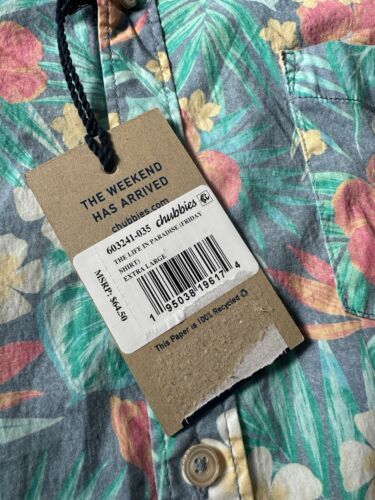 THE WEEKEND
HAS ARRIVED
chubbies.com
603241-035 chubbies
THE LIFE IN PARADISE (FRIDAY
SHIRT)
EXTRA LARGE
MSRP: $64.50
1 95038 19617 4
This Paper is 100% Recycled